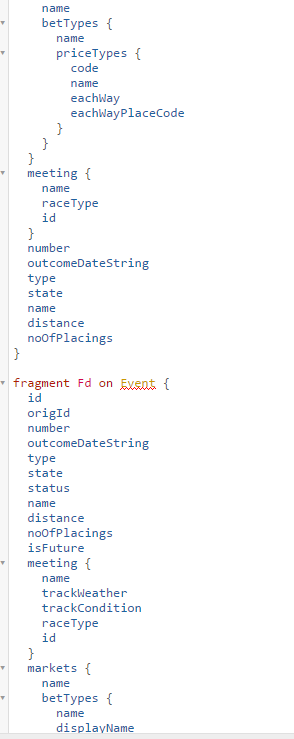 name
betTypes {
name
priceTypes {
code
name
eachWay
eachWayPlaceCode
}
}
}
meeting {
name
raceType
id
}
number
outcomeDateString
type
state
name
distance
noOfPlacings
}
fragment Fd on Event {
id
origId
number
outcomeDateString
type
state
status
name
distance
noOfPlacings
isFuture
meeting {
name
trackWeather
trackCondition
raceType
id
}
markets {
name
betTypes {
name
displayName